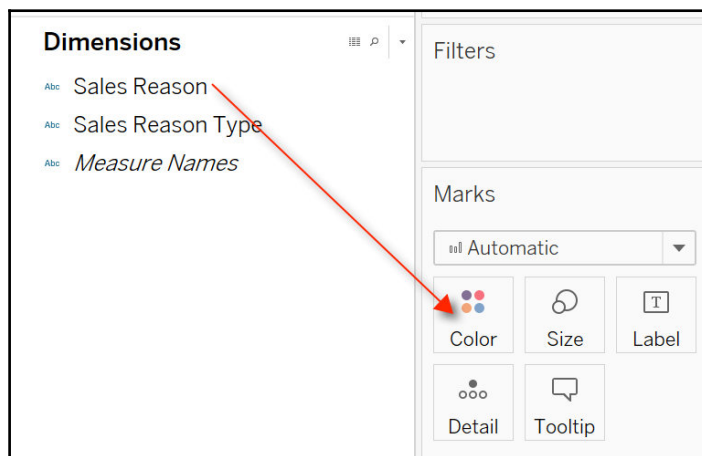 Dimensions
Abc Sales Reason
Abc Sales Reason Type
Abc Measure Names
Filters
Marks
Automatic
Color
Size
T
Label
Detail
Tooltip